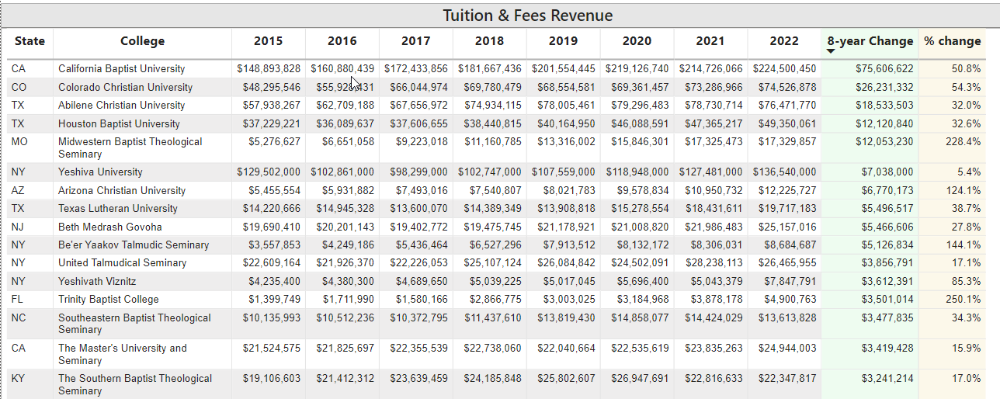 Tuition & Fees Revenue
State College 2015 2016 2017 2018 2019 2020 2021 2022 8-year Change % change
CA California Baptist University $148,893,828 $160,880,439 $172,433,856 $181,667,436 $201,554,445 $219,126,740 $214,726,066 $224,500,450 $75,606,622 50.8%
CO Colorado Christian University $48,295,546 $55,928,431 $66,044,974 $69,780,479 $68,554,581 $69,361,457 $73,286,966 $74,526,878 $26,231,332 54.3%
TX Abilene Christian University $57,938,267 $62,709,188 $67,656,972 $74,934,115 $78,005,461 $79,296,483 $78,730,714 $76,471,770 $18,533,503 32.0%
TX Houston Baptist University $37,229,221 $36,089,637 $37,606,655 $38,440,815 $40,164,950 $46,088,591 $47,365,217 $49,350,061 $12,120,840 32.6%
MO Midwestern Baptist Theological $5,276,627 $6,651,058 $9,223,018 $11,160,785 $13,316,002 $15,846,301 $17,325,473 $17,329,857 $12,053,230 228.4%
Seminary
NY Yeshiva University $129,502,000 $102,861,000 $98,299,000 $102,747,000 $107,559,000 $118,948,000 $127,481,000 $136,540,000 $7,038,000 5.4%
AZ Arizona Christian University $5,455,554 $5,931,882 $7,493,016 $7,540,807 $8,021,783 $9,578,834 $10,950,732 $12,225,727 $6,770,173 124.1%
TX Texas Lutheran University $14,220,666 $14,945,328 $13,600,070 $14,389,349 $13,908,818 $15,278,554 $18,431,611 $19,717,183 $5,496,517 38.7%
NJ Beth Medrash Govoha $19,690,410 $20,201,143 $19,402,772 $19,475,745 $21,178,921 $21,008,820 $21,986,483 $25,157,016 $5,466,606 27.8%
NY Be'er Yaakov Talmudic Seminary $3,557,853 $4,249,186 $5,436,464 $6,527,296 $7,913,512 $8,132,172 $8,306,031 $8,684,687 $5,126,834 144.1%
NY United Talmudical Seminary $22,609,164 $21,926,370 $22,226,053 $25,107,124 $26,084,842 $24,502,091 $28,238,113 $26,465,955 $3,856,791 17.1%
NY Yeshivath Viznitz $4,235,400 $4,380,300 $4,689,650 $5,039,225 $5,017,045 $5,696,400 $5,043,379 $7,847,791 $3,612,391 85.3%
FL Trinity Baptist College $1,399,749 $1,711,990 $1,580,166 $2,866,775 $3,003,025 $3,184,968 $3,878,178 $4,900,763 $3,501,014 250.1%
NC Southeastern Baptist Theological $10,135,993 $10,512,236 $10,372,795 $11,437,610 $13,819,430 $14,858,077 $14,424,029 $13,613,828 $3,477,835 34.3%
Seminary
CA The Master's University and $21,524,575 $21,825,697 $22,355,539 $22,738,060 $22,040,664 $22,535,619 $23,835,263 $24,944,003 $3,419,428 15.9%
Seminary
KY The Southern Baptist Theological $19,106,603 $21,412,312 $23,639,459 $24,185,848 $25,802,607 $26,947,691 $22,816,633 $22,347,817 $3,241,214 17.0%
Seminary